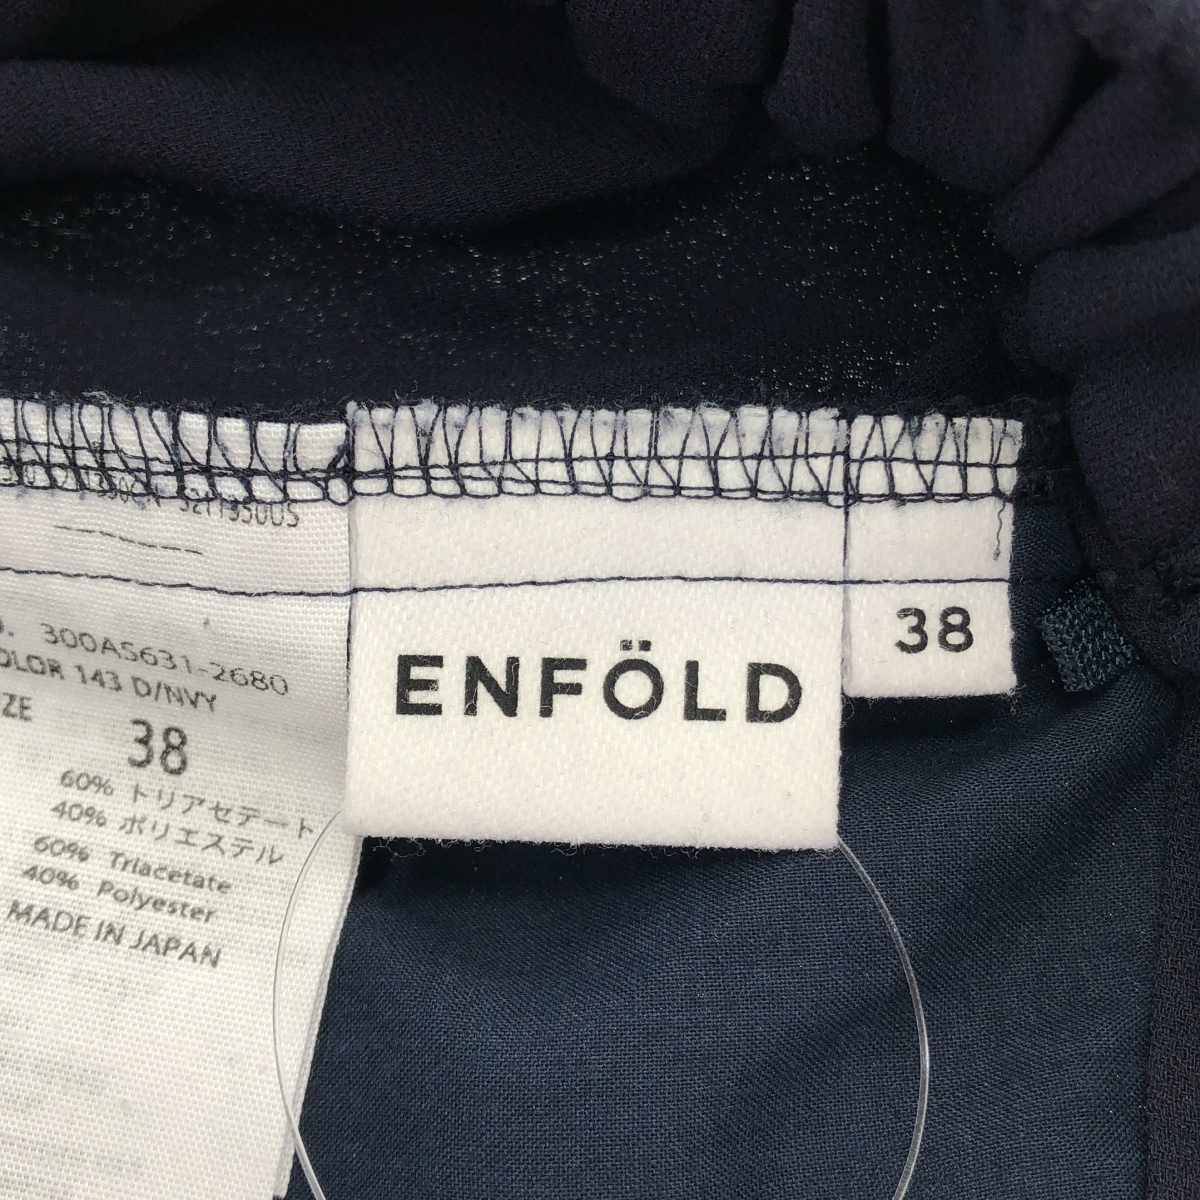 300AS631-2680
143 D/NVY
38
60% トリアセテート
40% ポリエステル
60% Triacetate
40% Polyester
MADE IN JAPAN
ENFÖLD
38